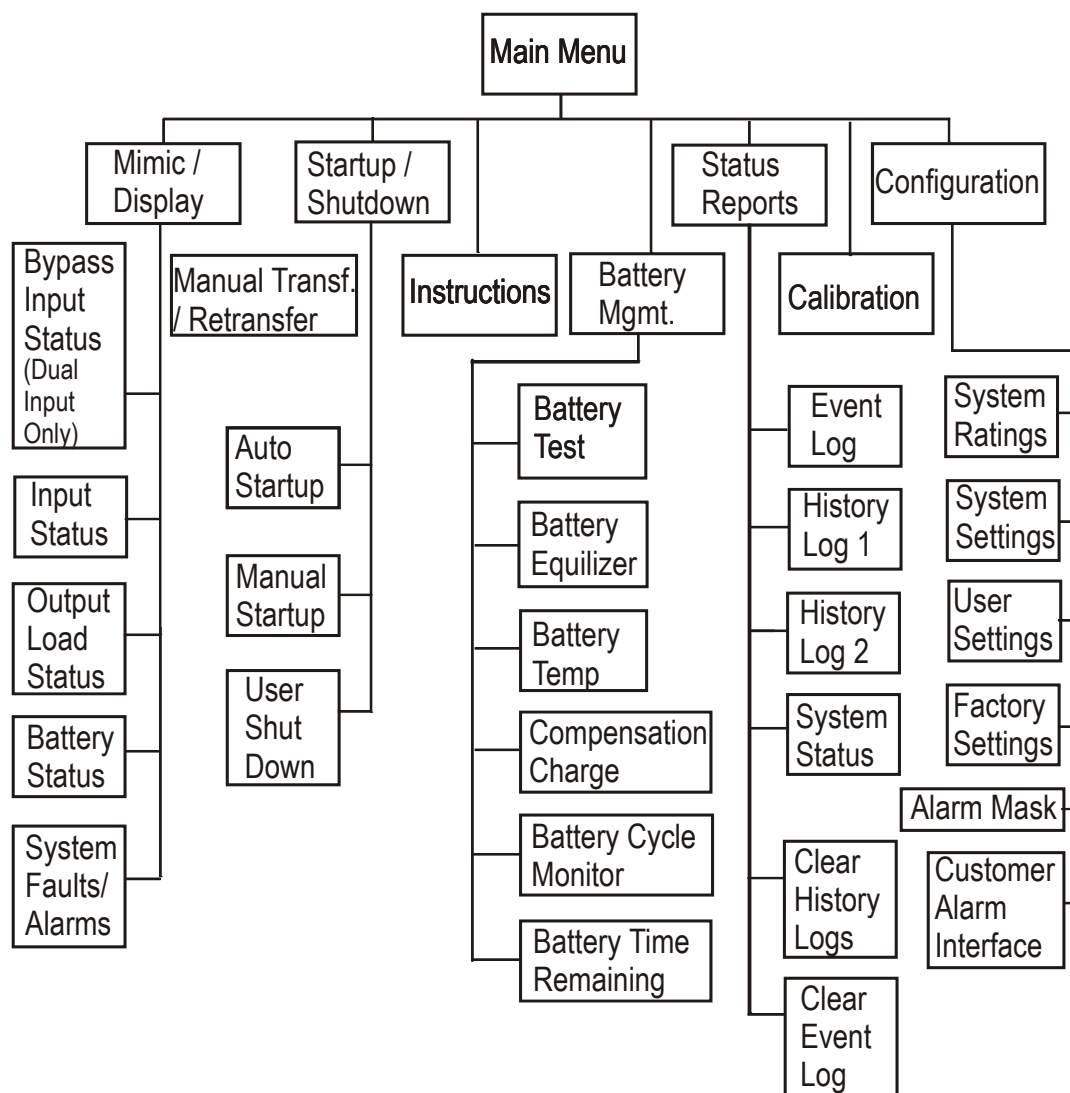 Main Menu
Mimic /
Display
Startup /
Shutdown
Status
Reports
Configuration
Manual Transf.
/ Retransfer
Instructions
Battery
Mgmt.
Calibration
Bypass
Input
Status
(Dual
Input
Only)
Input
Status
Output
Load
Status
Battery
Status
System
Faults/
Alarms
Auto
Startup
Manual
Startup
User
Shut
Down
Battery
Test
Battery
Equilizer
Battery
Temp
Compensation
Charge
Battery Cycle
Monitor
Battery Time
Remaining
Event
Log
History
Log 1
History
Log 2
System
Status
Clear
History
Logs
Clear
Event
Log
System
Ratings
System
Settings
User
Settings
Factory
Settings
Alarm Mask
Customer
Alarm
Interface